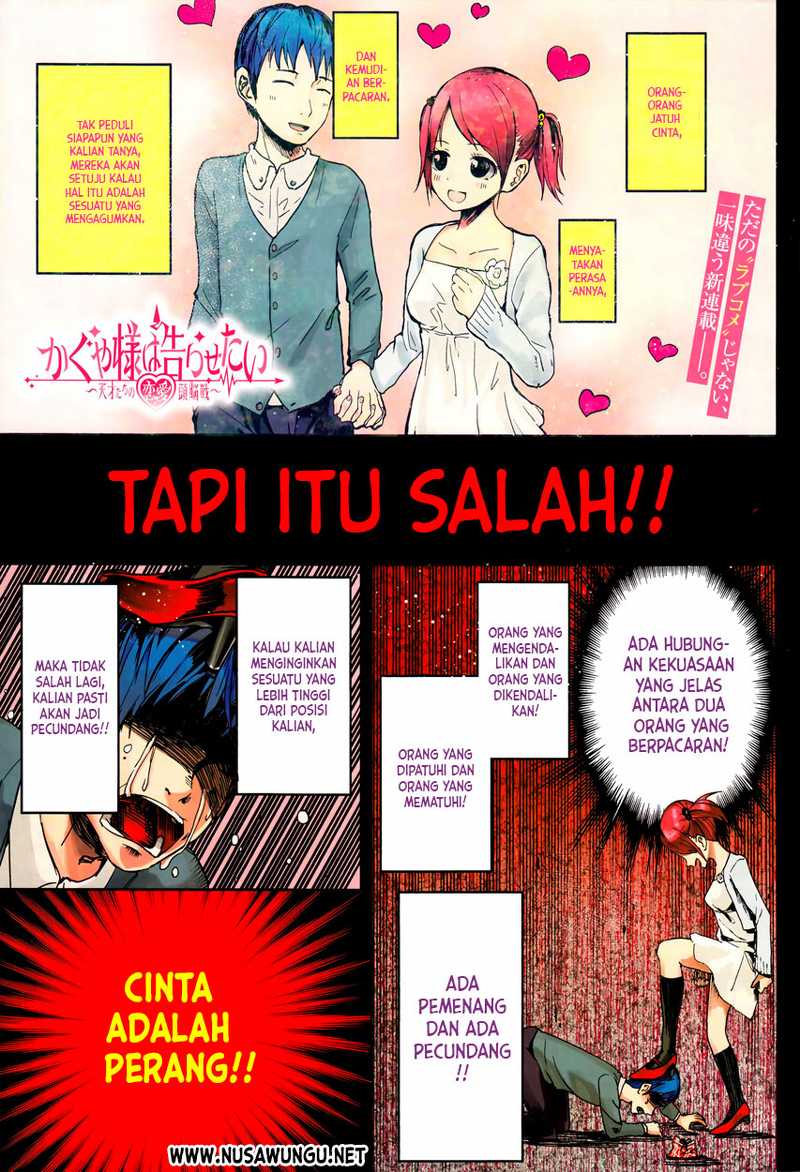 ORANG-
ORANG JATUH
CINTA,
MENYA-
TAKAN
PERASA
-ANNYA,
DAN
KEMUDI-
AN BER-
PACARAN.
TAK PEDULI
SIAPAPUN YANG
KALIAN TANYA,
MEREKA AKAN
SETUJU KALAU
HAL ITU ADALAH
SESUATU YANG
MENGAGUMKAN.
ただの〝ラブコメ〟じゃない、
一味違う新連載――。
かぐや様は告らせたい
～天才たちの恋愛頭脳戦～
TAPI ITU SALAH!!
ADA HUBUNG-
AN KEKUASAAN
YANG JELAS
ANTARA DUA
ORANG YANG
BERPACARAN!
ORANG YANG
MENGENDA-
LIKAN DAN
ORANG YANG
DIKENDALI-
KAN!
ORANG YANG
DIPATUHI DAN
ORANG YANG
MEMATUHI!
ADA
PEMENANG
DAN ADA
PECUNDANG
!!
KALAU KALIAN
MENGINGINKAN
SESUATU YANG
LEBIH TINGGI
DARI POSISI
KALIAN,
MAKA TIDAK
SALAH LAGI,
KALIAN PASTI
AKAN JADI
PECUNDANG!!
CINTA
ADALAH
PERANG!!
WWW.NUSAWUNGU.NET